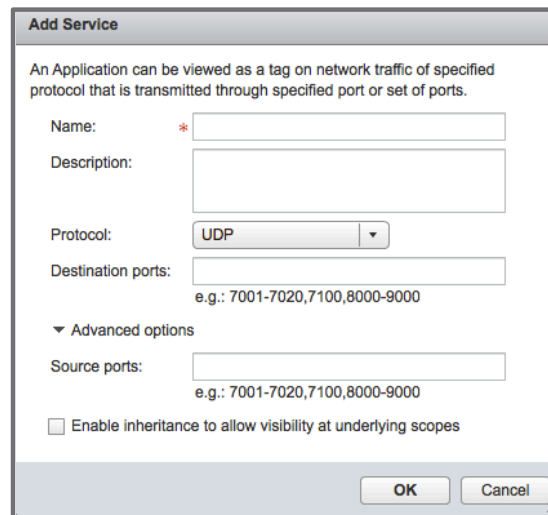 Add Service
An Application can be viewed as a tag on network traffic of specified
protocol that is transmitted through specified port or set of ports.
Name: *
Description:
Protocol: UDP
Destination ports:
e.g.: 7001-7020,7100,8000-9000
Advanced options
Source ports:
e.g.: 7001-7020,7100,8000-9000
Enable inheritance to allow visibility at underlying scopes
OK Cancel